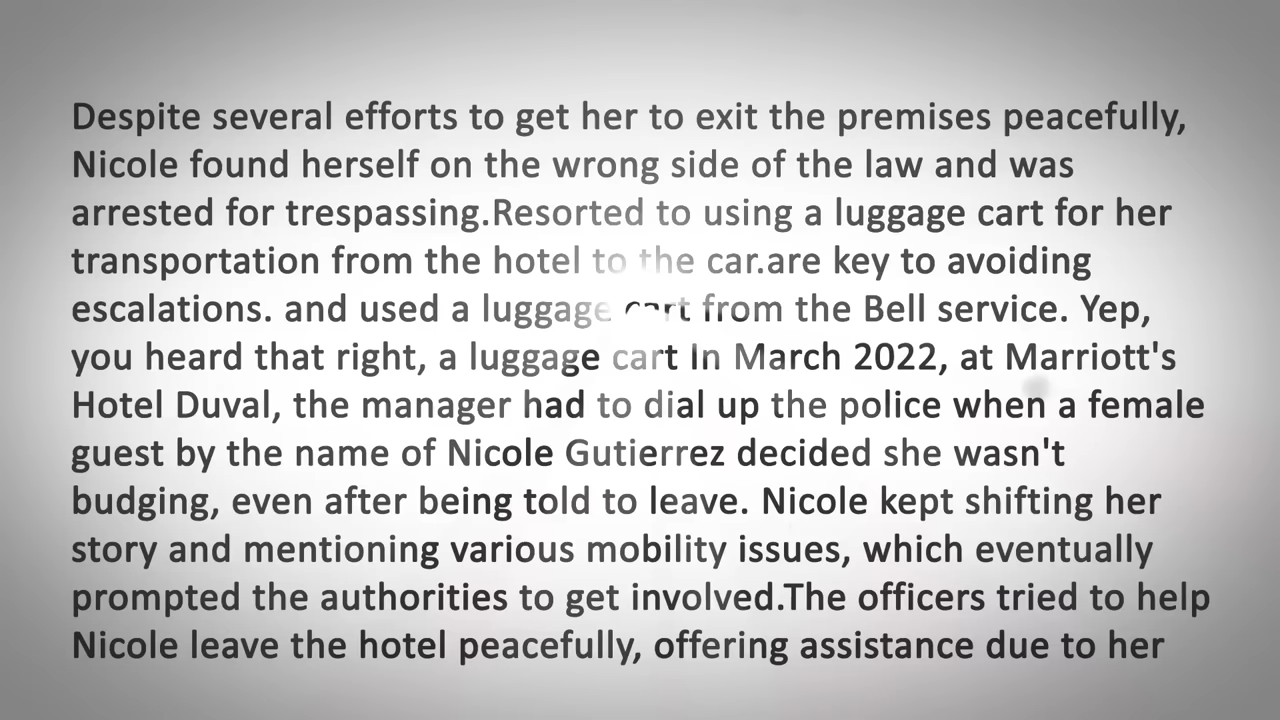 Despite several efforts to get her to exit the premises peacefully,
Nicole found herself on the wrong side of the law and was
arrested for trespassing.Resorted to using a luggage cart for her
transportation from the hotel to the car.are key to avoiding
escalations. and used a luggage cart from the Bell service. Yep,
you heard that right, a luggage cart In March 2022, at Marriott's
Hotel Duval, the manager had to dial up the police when a female
guest by the name of Nicole Gutierrez decided she wasn't
budging, even after being told to leave. Nicole kept shifting her
story and mentioning various mobility issues, which eventually
prompted the authorities to get involved.The officers tried to help
Nicole leave the hotel peacefully, offering assistance due to her